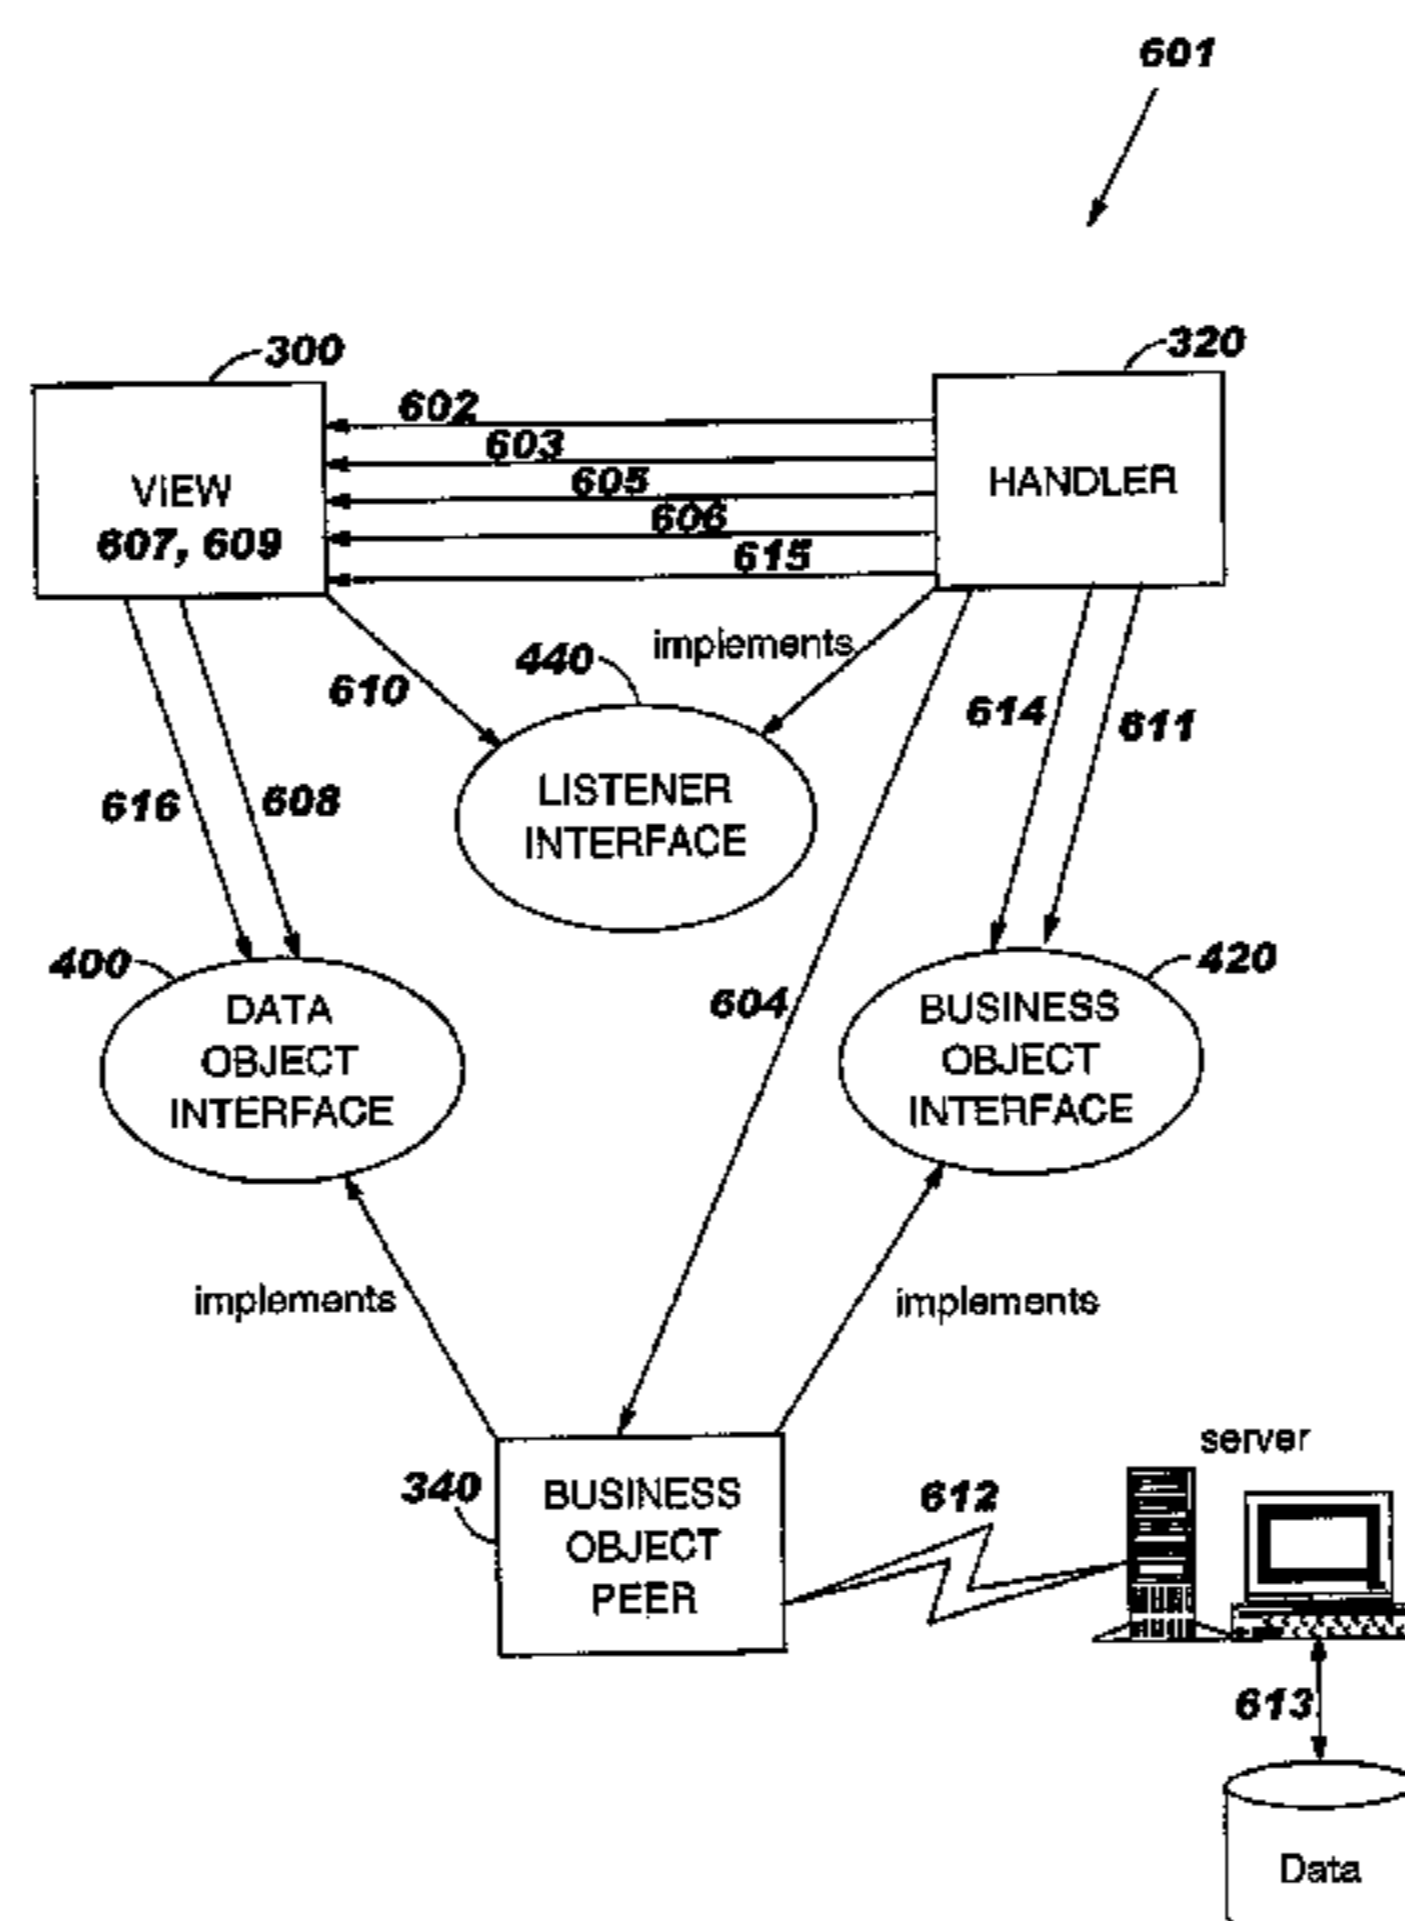 601
300
320
602
603
605
606
615
VIEW
607, 609
HANDLER
implements
440
610
614
611
616
608
LISTENER
INTERFACE
400
420
604
DATA
OBJECT
INTERFACE
BUSINESS
OBJECT
INTERFACE
implements
implements
server
340
BUSINESS
OBJECT
PEER
612
613
Data